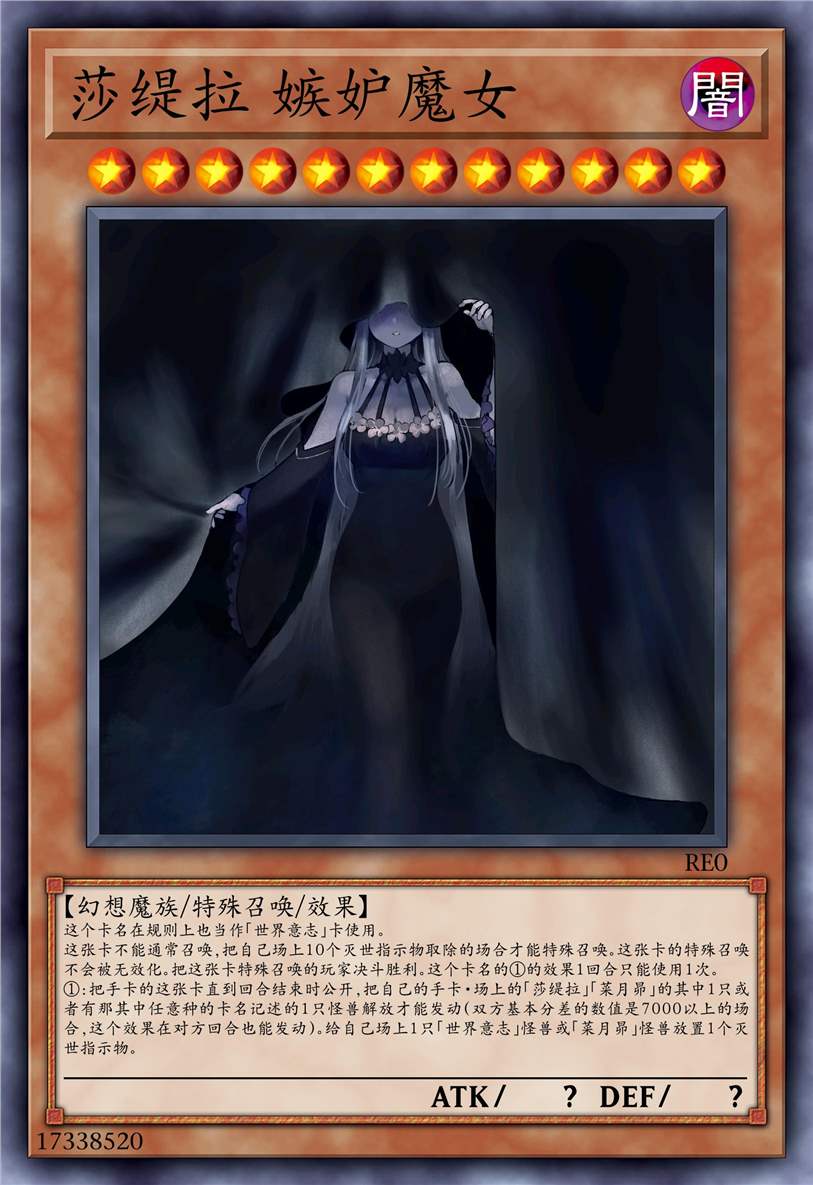 莎缇拉 嫉妒魔女
闇
RE0
【幻想魔族/特殊召唤/效果】
这个卡名在规则上也当作「世界意志」卡使用。
这张卡不能通常召唤,把自己场上10个灭世指示物取除的场合才能特殊召唤。这张卡的特殊召唤
不会被无效化。把这张卡特殊召唤的玩家决斗胜利。这个卡名的①的效果1回合只能使用1次。
①:把手卡的这张卡直到回合结束时公开,把自己的手卡·场上的「莎缇拉」「菜月昴」的其中1只或
者有那其中任意种的卡名记述的1只怪兽解放才能发动(双方基本分差的数值是7000以上的场
合,这个效果在对方回合也能发动)。给自己场上1只「世界意志」怪兽或「菜月昴」怪兽放置1个灭
世指示物。
ATK/ ? DEF/ ?
17338520